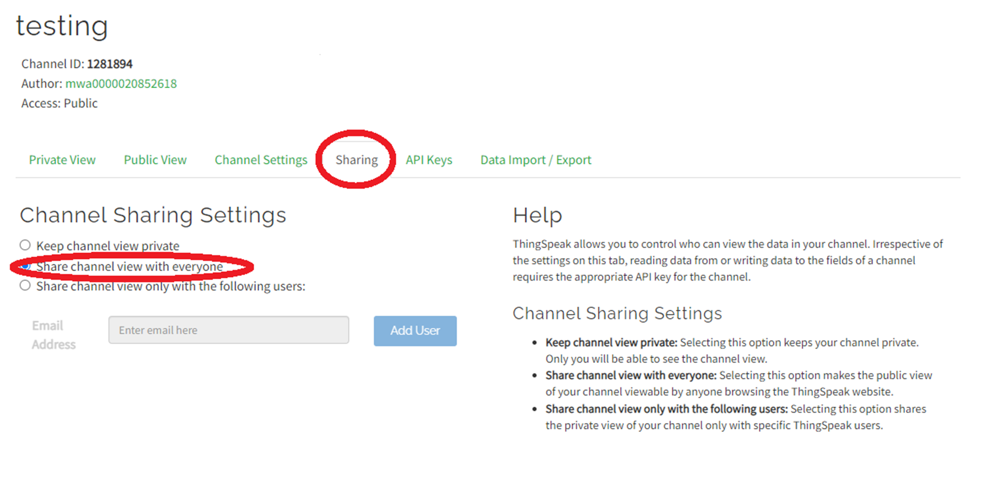 testing
Channel ID: 1281894
Author: mwa0000020852618
Access: Public
Private View Public View Channel Settings Sharing API Keys Data Import / Export
Channel Sharing Settings
Keep channel view private
Share channel view with everyone
Share channel view only with the following users:
Email
Address
Enter email here
Add User
Help
ThingSpeak allows you to control who can view the data in your channel. Irrespective of
the settings on this tab, reading data from or writing data to the fields of a channel
requires the appropriate API key for the channel.
Channel Sharing Settings
• Keep channel view private: Selecting this option keeps your channel private.
Only you will be able to see the channel view.
• Share channel view with everyone: Selecting this option makes the public view
of your channel viewable by anyone browsing the ThingSpeak website.
• Share channel view only with the following users: Selecting this option shares
the private view of your channel only with specific ThingSpeak users.